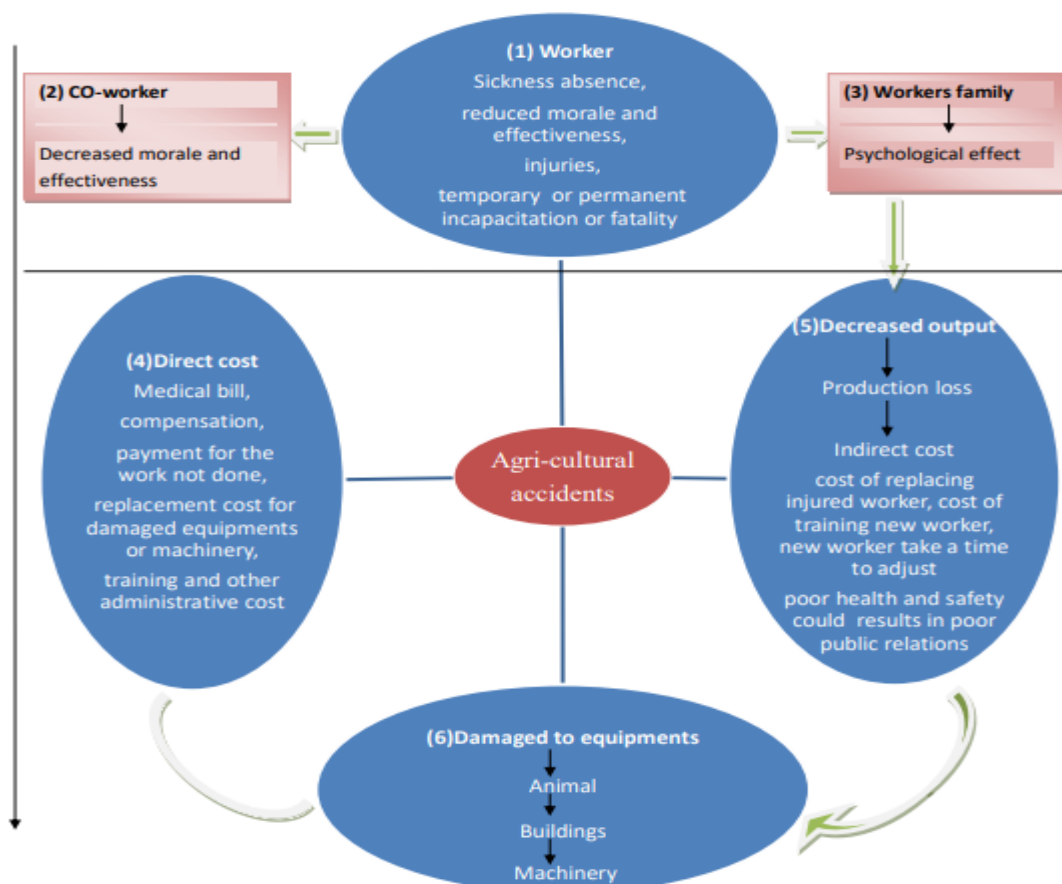 (1) Worker
Sickness absence,
reduced morale and
effectiveness,
injuries,
temporary or permanent
incapacitation or fatality
(2) CO-worker
Decreased morale and
effectiveness
(3) Workers family
Psychological effect
(4)Direct cost
Medical bill,
compensation,
payment for the
work not done,
replacement cost for
damaged equipments
or machinery,
training and other
administrative cost
Agri-cultural
accidents
(5)Decreased output
Production loss
Indirect cost
cost of replacing
injured worker, cost of
training new worker,
new worker take a time
to adjust
poor health and safety
could results in poor
public relations
(6)Damaged to equipments
Animal
Buildings
Machinery